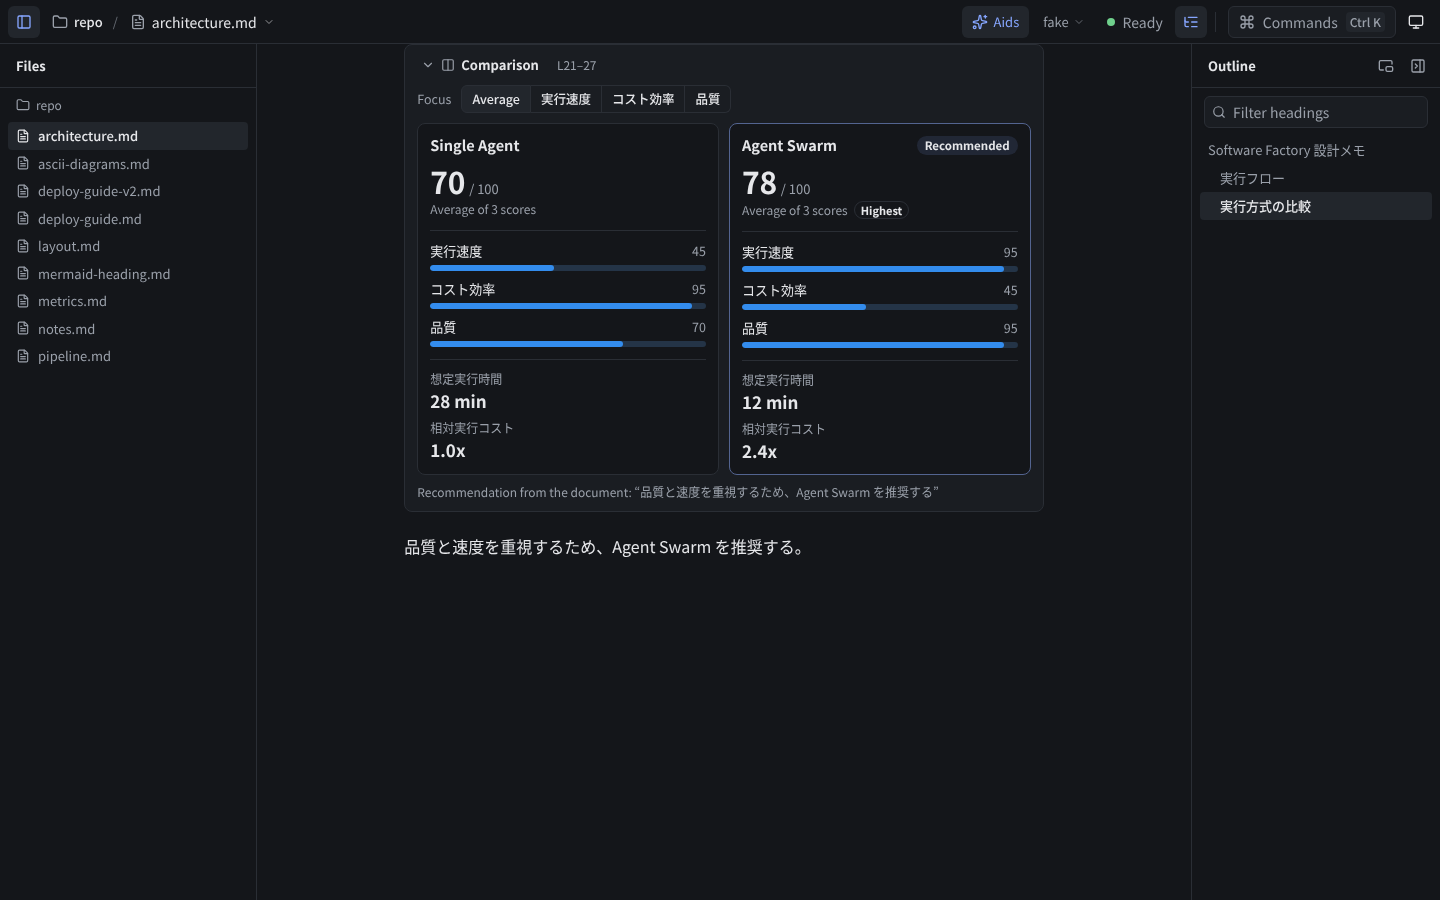 repo / architecture.md
Aids
fake
Ready
Commands Ctrl K
Files
repo
architecture.md
ascii-diagrams.md
deploy-guide-v2.md
deploy-guide.md
layout.md
mermaid-heading.md
metrics.md
notes.md
pipeline.md
Comparison L21–27
Focus Average 実行速度 コスト効率 品質
Single Agent
70 / 100
Average of 3 scores
実行速度 45
コスト効率 95
品質 70
想定実行時間
28 min
相対実行コスト
1.0x
Agent Swarm Recommended
78 / 100
Average of 3 scores Highest
実行速度 95
コスト効率 45
品質 95
想定実行時間
12 min
相対実行コスト
2.4x
Recommendation from the document: “品質と速度を重視するため、Agent Swarm を推奨する”
品質と速度を重視するため、Agent Swarm を推奨する。
Outline
Filter headings
Software Factory 設計メモ
実行フロー
実行方式の比較